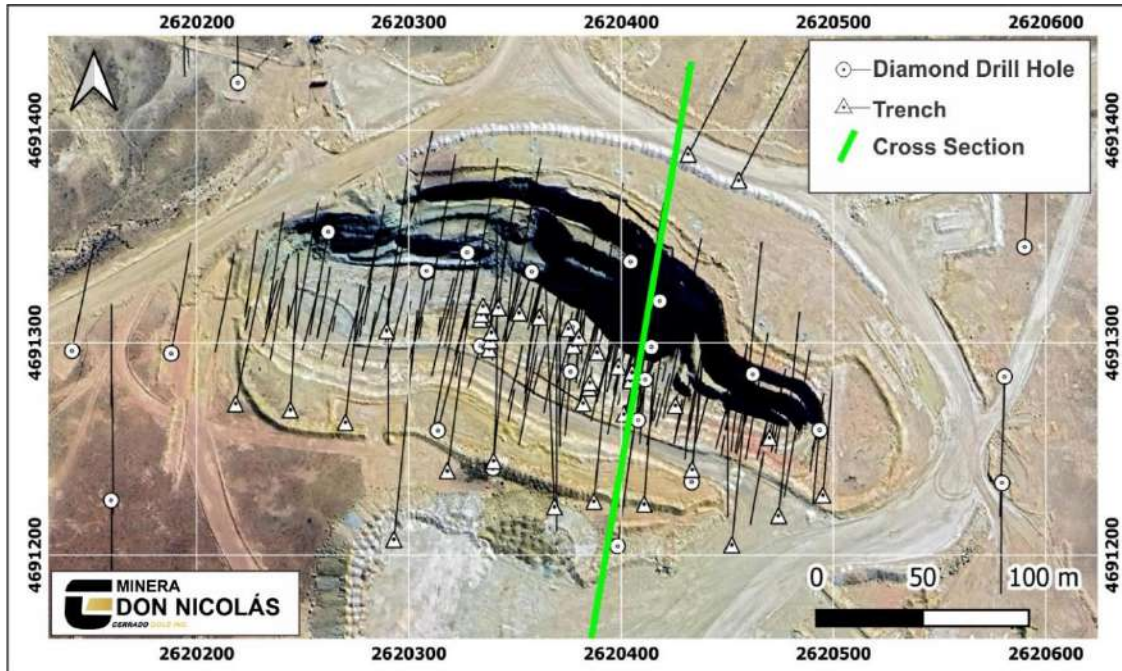 2620200 2620300 2620400 2620500 2620600
Diamond Drill Hole
Trench
Cross Section
4691400 4691400
4691300 4691300
4691200 4691200
0 50 100 m
MINERA
DON NICOLÁS
CERRADO GOLD INC.
2620200 2620300 2620400 2620500 2620600